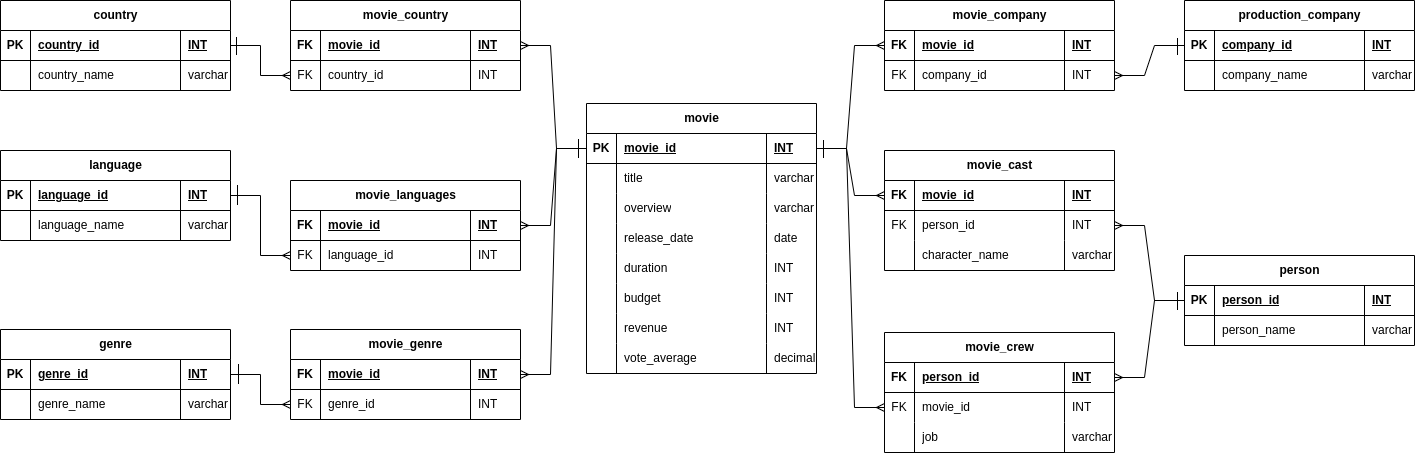 country
PK country_id INT
country_name varchar
movie_country
FK movie_id INT
FK country_id INT
language
PK language_id INT
language_name varchar
movie_languages
FK movie_id INT
FK language_id INT
genre
PK genre_id INT
genre_name varchar
movie_genre
FK movie_id INT
FK genre_id INT
movie
PK movie_id INT
title varchar
overview varchar
release_date date
duration INT
budget INT
revenue INT
vote_average decimal
movie_company
FK movie_id INT
FK company_id INT
production_company
PK company_id INT
company_name varchar
movie_cast
FK movie_id INT
FK person_id INT
character_name varchar
person
PK person_id INT
person_name varchar
movie_crew
FK person_id INT
FK movie_id INT
job varchar